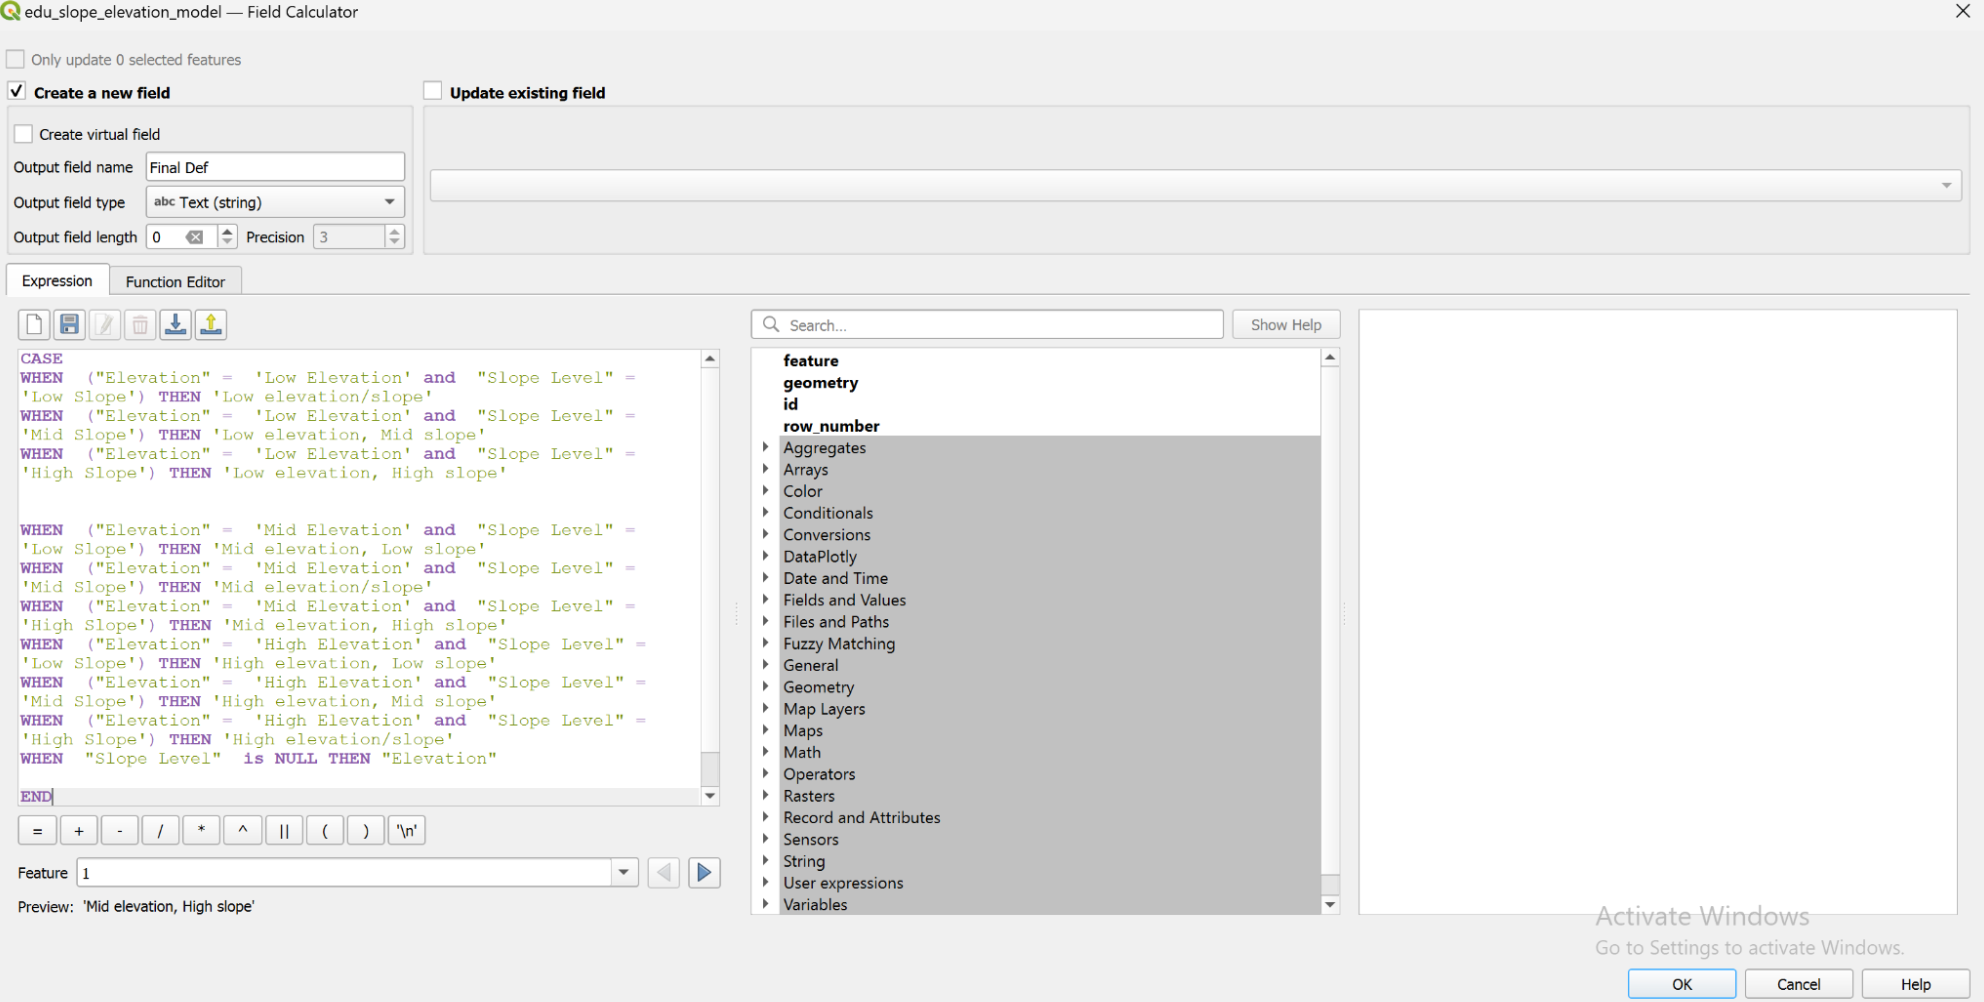 edu_slope_elevation_model — Field Calculator
Only update 0 selected features
Create a new field
Update existing field
Create virtual field
Output field name Final Def
Output field type abc Text (string)
Output field length 0 Precision 3
Expression Function Editor
Search... Show Help
CASE
WHEN ("Elevation" = 'Low Elevation' and "Slope Level" =
'Low Slope') THEN 'Low elevation/slope'
WHEN ("Elevation" = 'Low Elevation' and "Slope Level" =
'Mid Slope') THEN 'Low elevation, Mid slope'
WHEN ("Elevation" = 'Low Elevation' and "Slope Level" =
'High Slope') THEN 'Low elevation, High slope'
WHEN ("Elevation" = 'Mid Elevation' and "Slope Level" =
'Low Slope') THEN 'Mid elevation, Low slope'
WHEN ("Elevation" = 'Mid Elevation' and "Slope Level" =
'Mid Slope') THEN 'Mid elevation/slope'
WHEN ("Elevation" = 'Mid Elevation' and "Slope Level" =
'High Slope') THEN 'Mid elevation, High slope'
WHEN ("Elevation" = 'High Elevation' and "Slope Level" =
'Low Slope') THEN 'High elevation, Low slope'
WHEN ("Elevation" = 'High Elevation' and "Slope Level" =
'Mid Slope') THEN 'High elevation, Mid slope'
WHEN ("Elevation" = 'High Elevation' and "Slope Level" =
'High Slope') THEN 'High elevation/slope'
WHEN "Slope Level" is NULL THEN "Elevation"
END
= + - / * ^ || ( ) '\n'
Feature 1
Preview: 'Mid elevation, High slope'
feature
geometry
id
row_number
Aggregates
Arrays
Color
Conditionals
Conversions
DataPlotly
Date and Time
Fields and Values
Files and Paths
Fuzzy Matching
General
Geometry
Map Layers
Maps
Math
Operators
Rasters
Record and Attributes
Sensors
String
User expressions
Variables
Activate Windows
Go to Settings to activate Windows.
OK Cancel Help